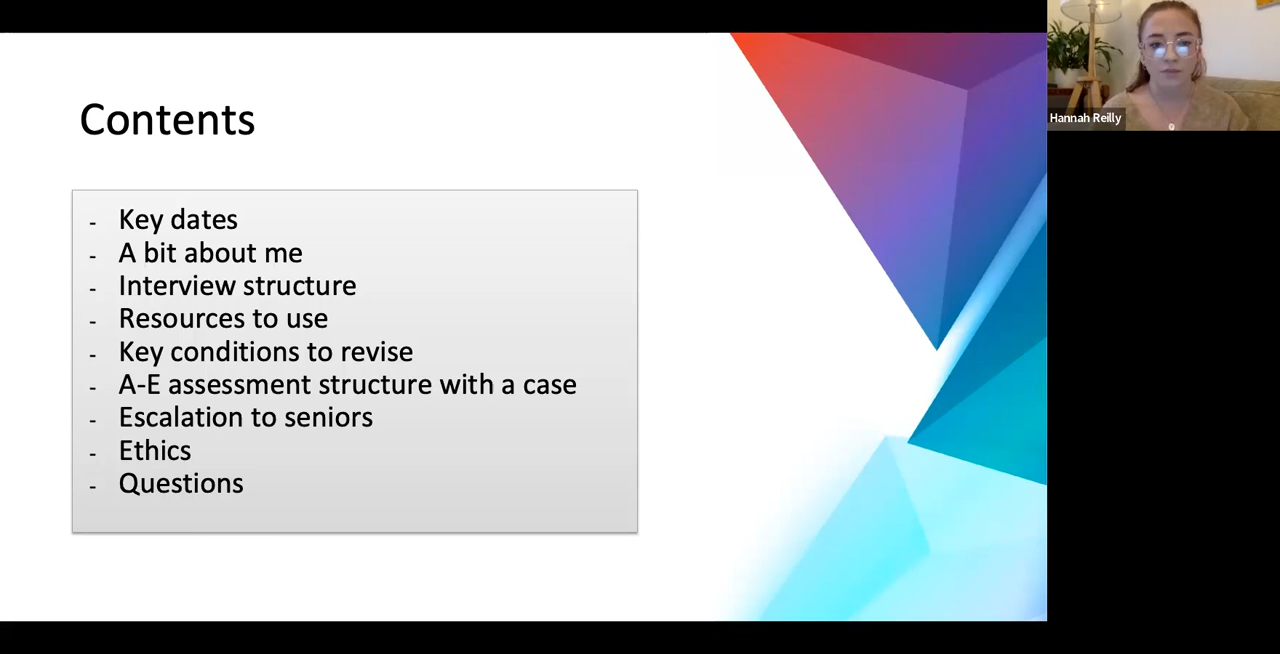 Contents
- Key dates
- A bit about me
- Interview structure
- Resources to use
- Key conditions to revise
- A-E assessment structure with a case
- Escalation to seniors
- Ethics
- Questions
Hannah Reilly